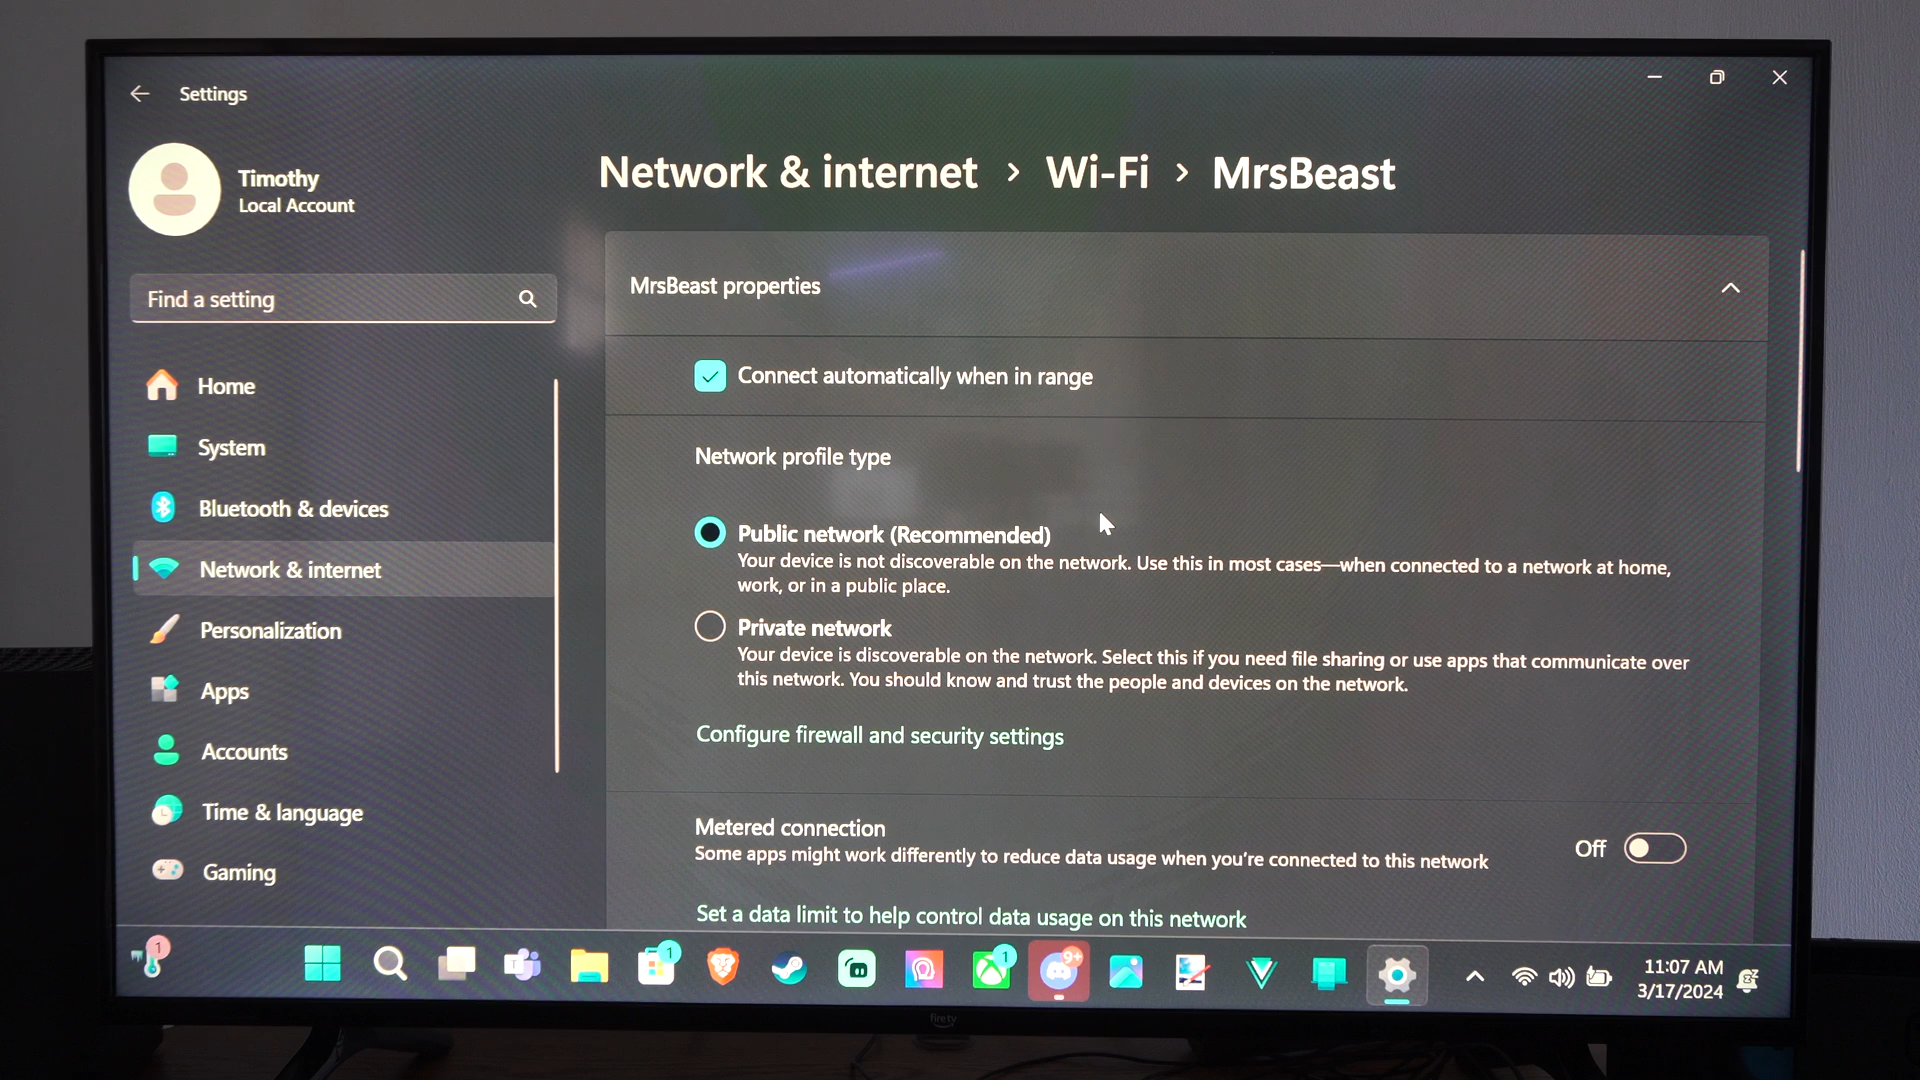 Settings
Timothy
Local Account
Find a setting
Home
System
Bluetooth & devices
Network & internet
Personalization
Apps
Accounts
Time & language
Gaming
Network & internet › Wi-Fi › MrsBeast
MrsBeast properties
Connect automatically when in range
Network profile type
Public network (Recommended)
Your device is not discoverable on the network. Use this in most cases—when connected to a network at home,
work, or in a public place.
Private network
Your device is discoverable on the network. Select this if you need file sharing or use apps that communicate over
this network. You should know and trust the people and devices on the network.
Configure firewall and security settings
Metered connection
Some apps might work differently to reduce data usage when you're connected to this network
Off
Set a data limit to help control data usage on this network
1
1
1
9+
11:07 AM
3/17/2024
fire tv